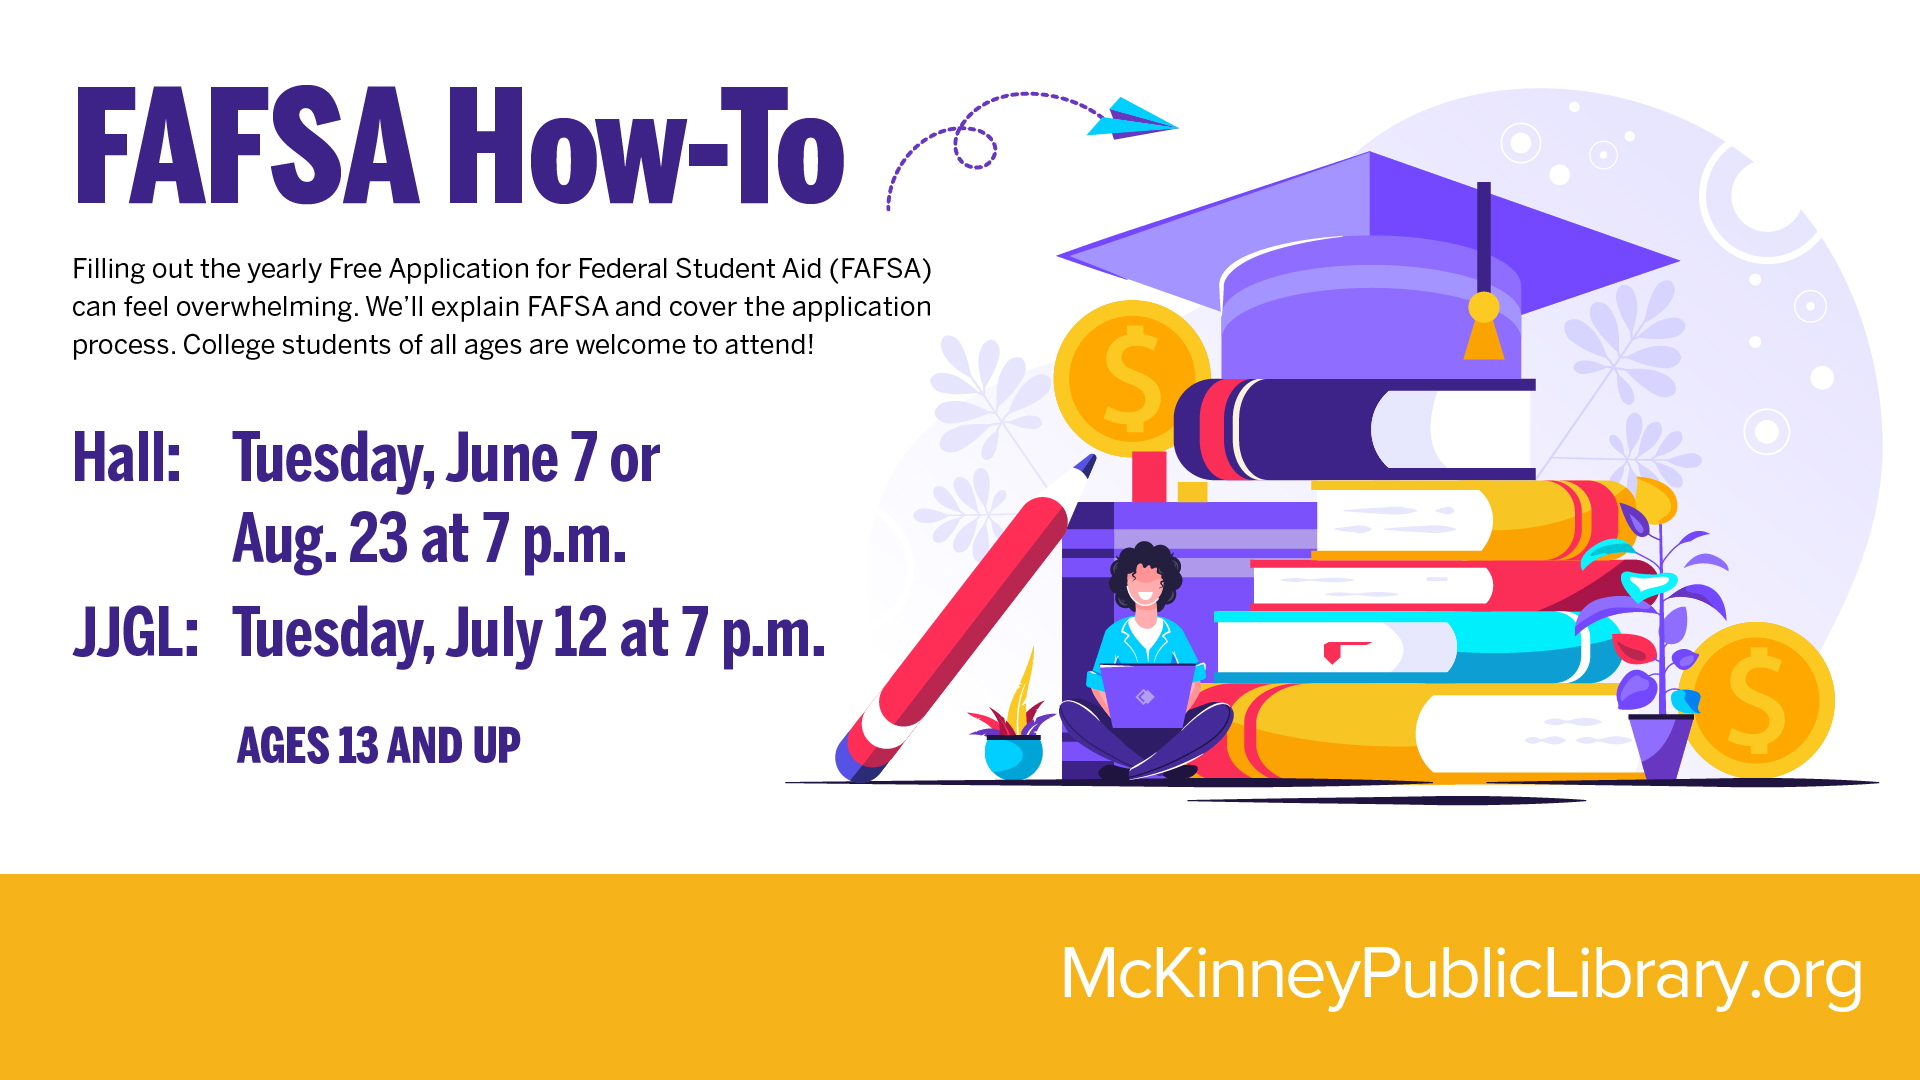 FAFSA How-To
Filling out the yearly Free Application for Federal Student Aid (FAFSA)
can feel overwhelming. We’ll explain FAFSA and cover the application
process. College students of all ages are welcome to attend!
Hall: Tuesday, June 7 or
Aug. 23 at 7 p.m.
JJGL: Tuesday, July 12 at 7 p.m.
AGES 13 AND UP
McKinneyPublicLibrary.org